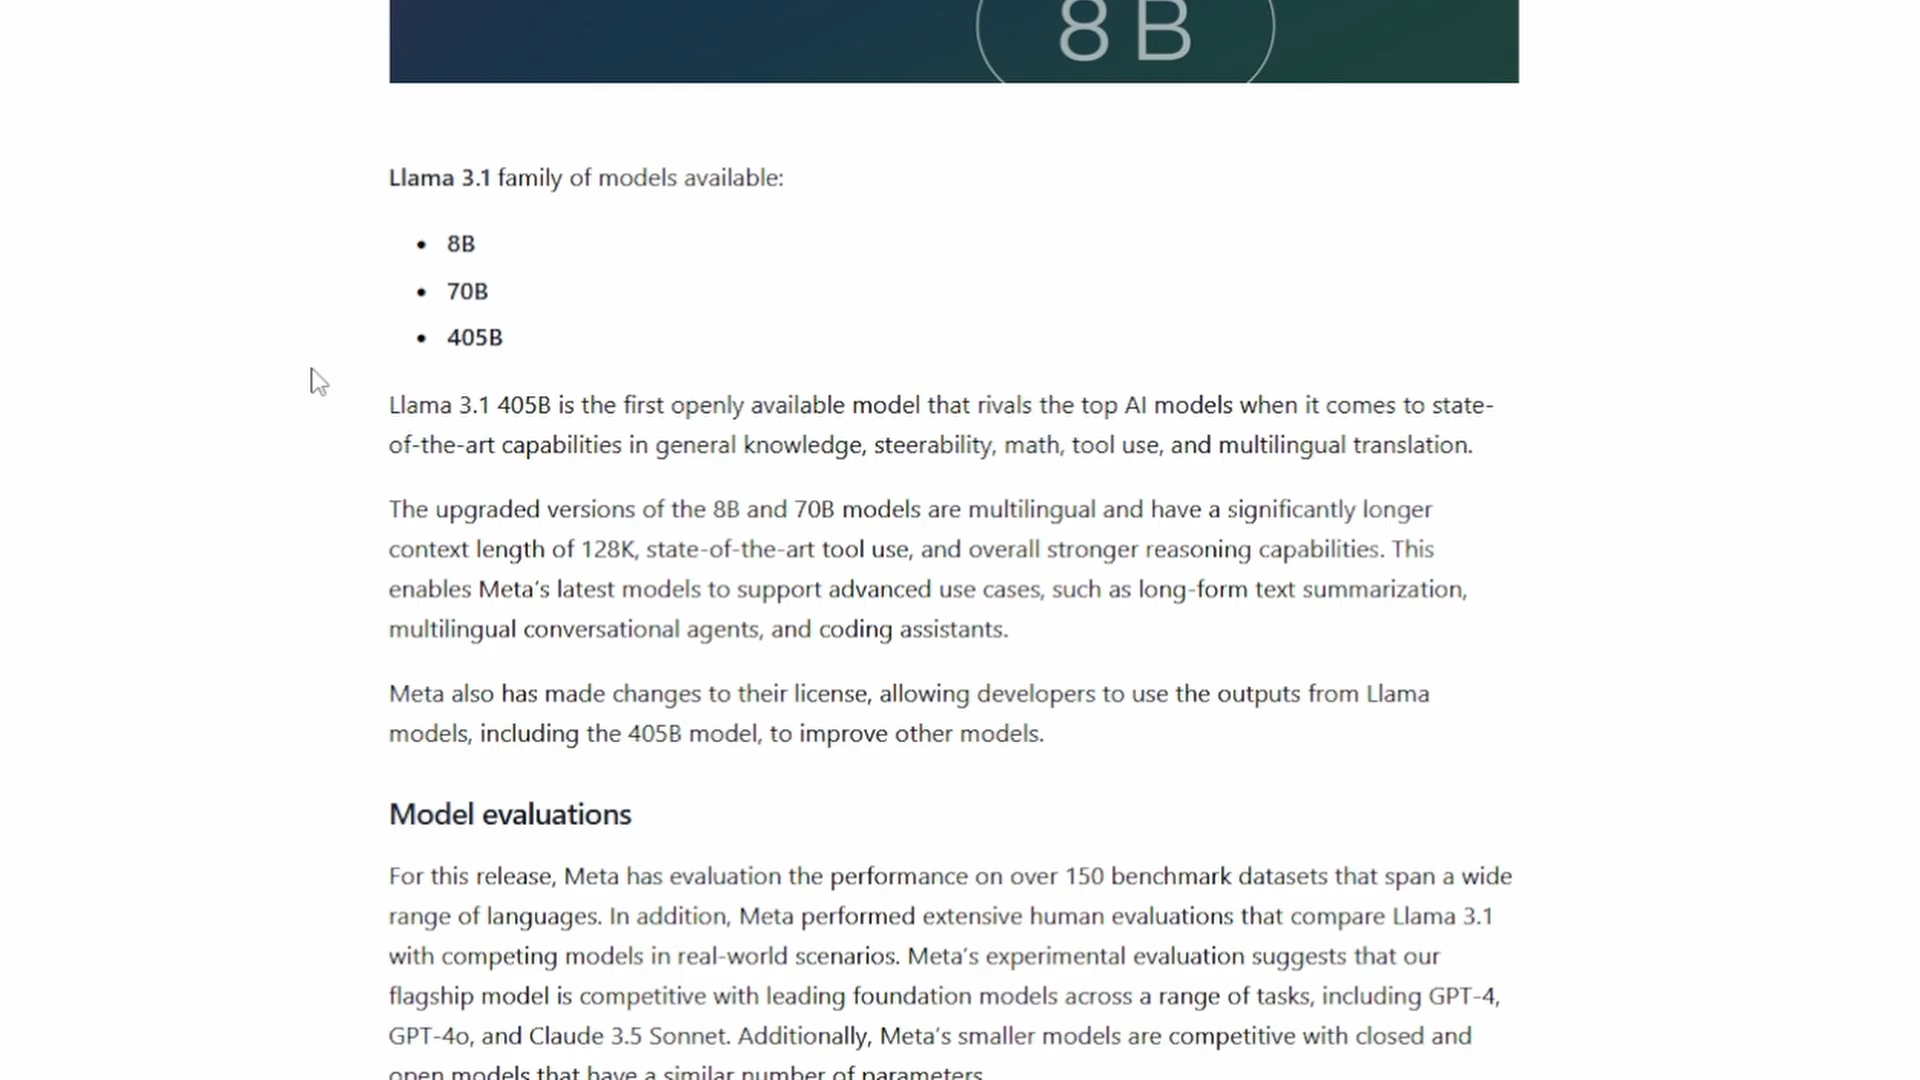 8B
Llama 3.1 family of models available:
• 8B
• 70B
• 405B
Llama 3.1 405B is the first openly available model that rivals the top AI models when it comes to state-
of-the-art capabilities in general knowledge, steerability, math, tool use, and multilingual translation.
The upgraded versions of the 8B and 70B models are multilingual and have a significantly longer
context length of 128K, state-of-the-art tool use, and overall stronger reasoning capabilities. This
enables Meta’s latest models to support advanced use cases, such as long-form text summarization,
multilingual conversational agents, and coding assistants.
Meta also has made changes to their license, allowing developers to use the outputs from Llama
models, including the 405B model, to improve other models.
Model evaluations
For this release, Meta has evaluation the performance on over 150 benchmark datasets that span a wide
range of languages. In addition, Meta performed extensive human evaluations that compare Llama 3.1
with competing models in real-world scenarios. Meta’s experimental evaluation suggests that our
flagship model is competitive with leading foundation models across a range of tasks, including GPT-4,
GPT-4o, and Claude 3.5 Sonnet. Additionally, Meta’s smaller models are competitive with closed and
open models that have a similar number of parameters.